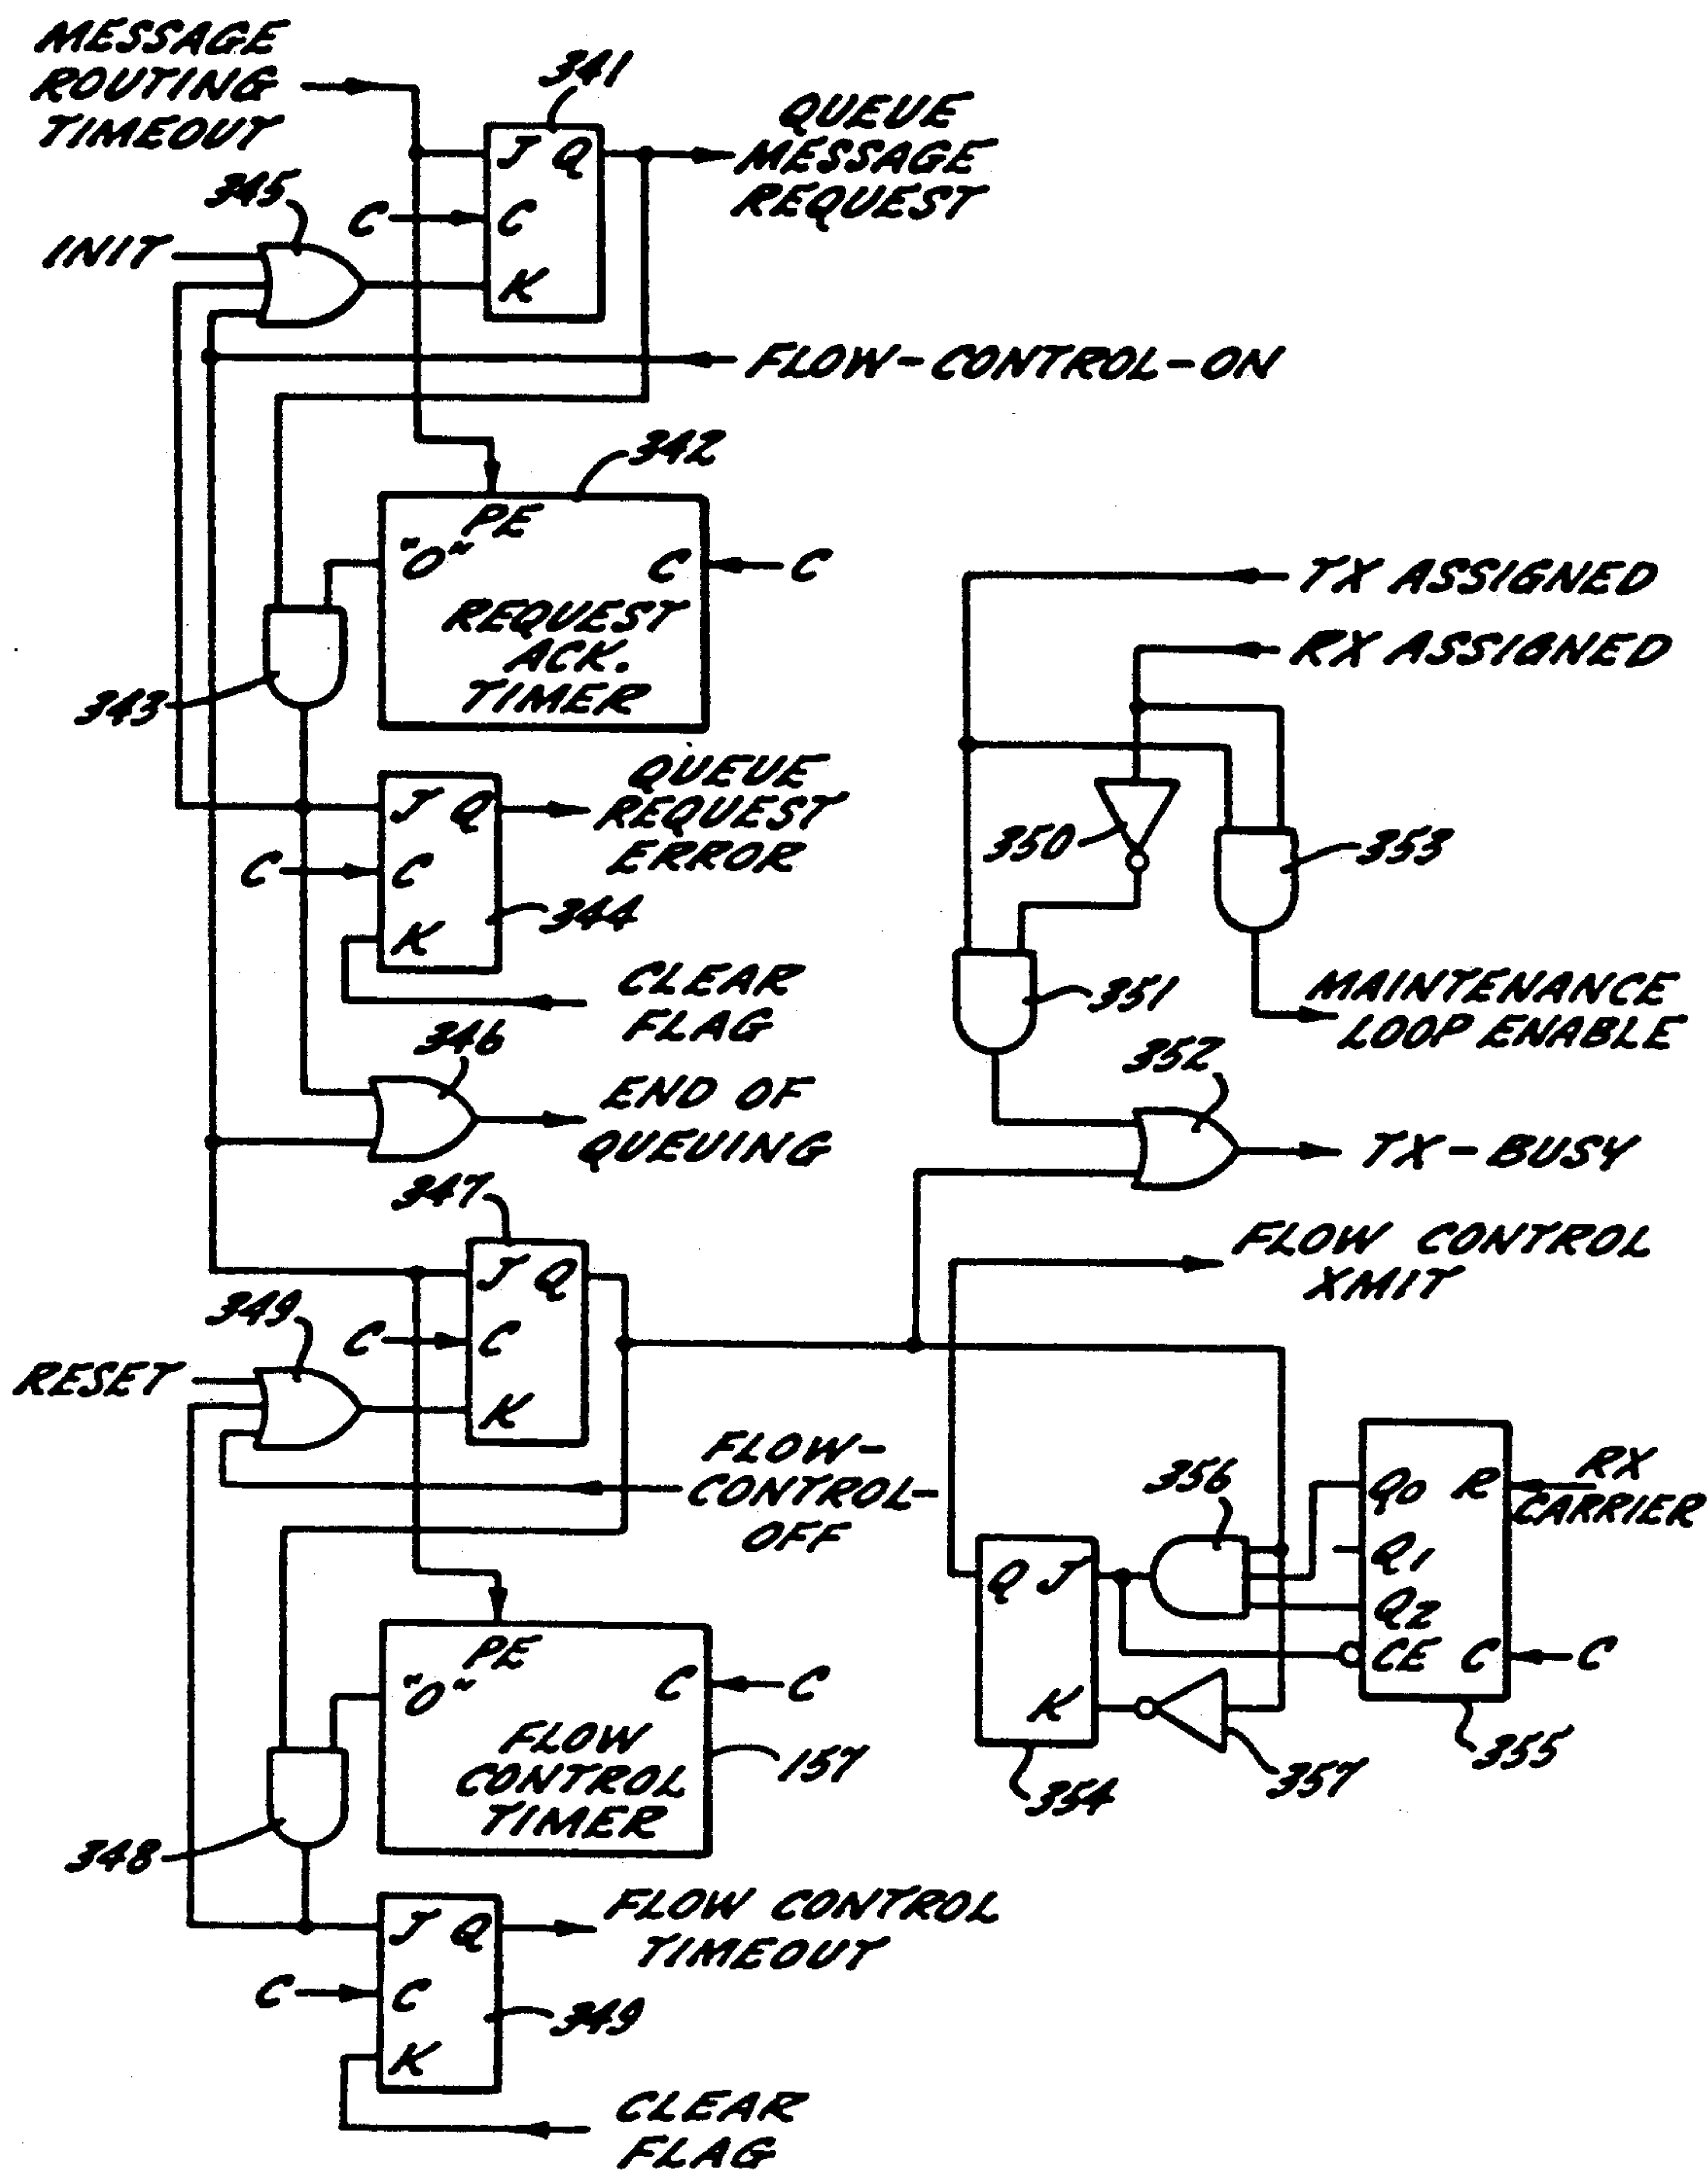 MESSAGE
ROUTING
TIMEOUT
341
J Q
C
C
K
QUEUE
MESSAGE
REQUEST
345
INIT
FLOW-CONTROL-ON
342
PE
"O"
C
C
REQUEST
ACK.
TIMER
343
J Q
C
C
K
QUEUE
REQUEST
ERROR
344
CLEAR
FLAG
346
END OF
QUEUING
347
J Q
C
C
K
349
RESET
FLOW-
CONTROL-
OFF
PE
"O"
C
C
FLOW
CONTROL
TIMER
157
348
J Q
C
C
K
FLOW CONTROL
TIMEOUT
349
CLEAR
FLAG
TX ASSIGNED
RX ASSIGNED
350
353
351
MAINTENANCE
LOOP ENABLE
352
TX-BUSY
FLOW CONTROL
XMIT
356
Q J
K
354
357
Q0 R
Q1
Q2
CE C
C
RX
CARRIER
355